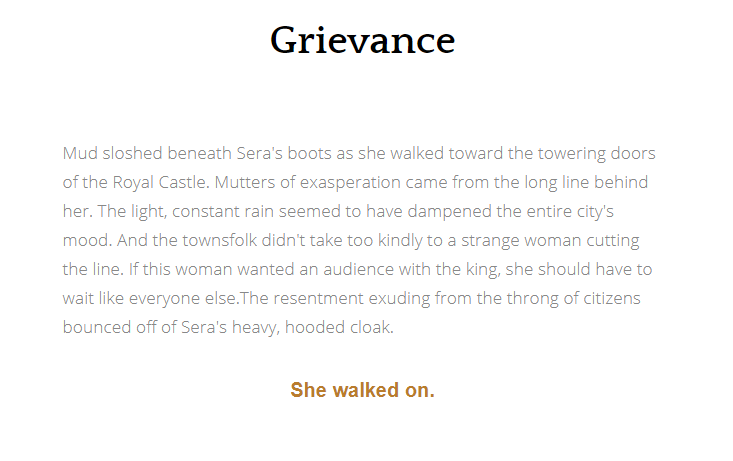 Grievance
Mud sloshed beneath Sera's boots as she walked toward the towering doors
of the Royal Castle. Mutters of exasperation came from the long line behind
her. The light, constant rain seemed to have dampened the entire city's
mood. And the townsfolk didn't take too kindly to a strange woman cutting
the line. If this woman wanted an audience with the king, she should have to
wait like everyone else.The resentment exuding from the throng of citizens
bounced off of Sera's heavy, hooded cloak.
She walked on.